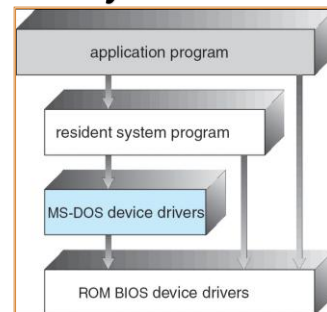 application program
resident system program
MS-DOS device drivers
ROM BIOS device drivers